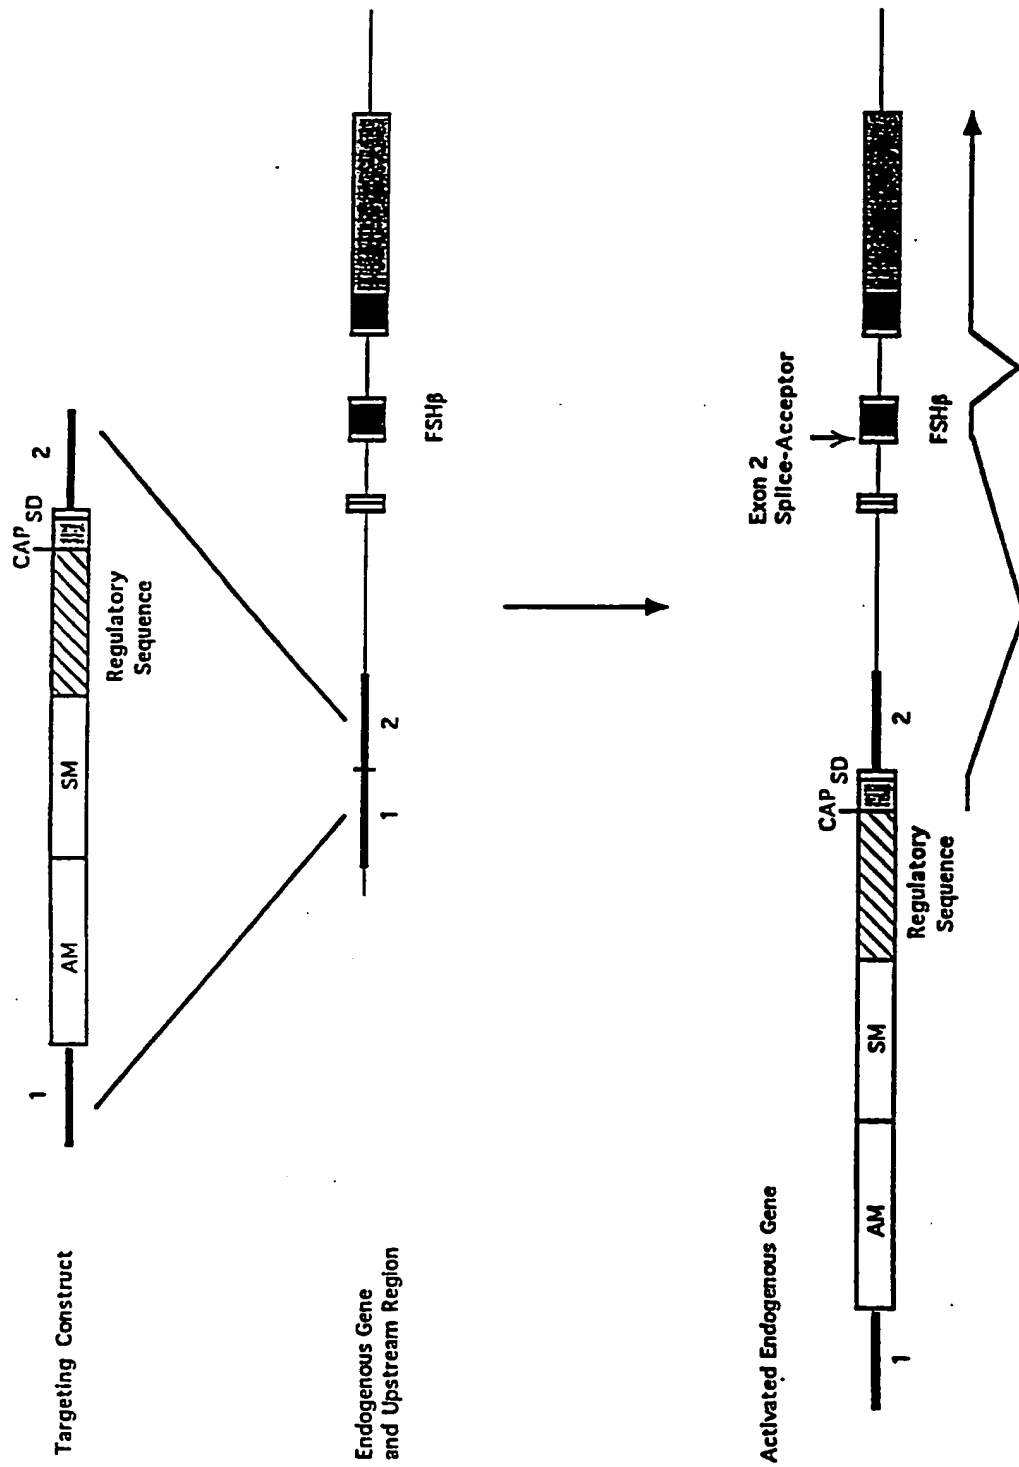 Targeting Construct
1
AM
SM
Regulatory
Sequence
CAP
SD
2
Endogenous Gene
and Upstream Region
1
2
FSHβ
Activated Endogenous Gene
1
AM
SM
Regulatory
Sequence
CAP
SD
2
Exon 2
Splice-Acceptor
FSHβ